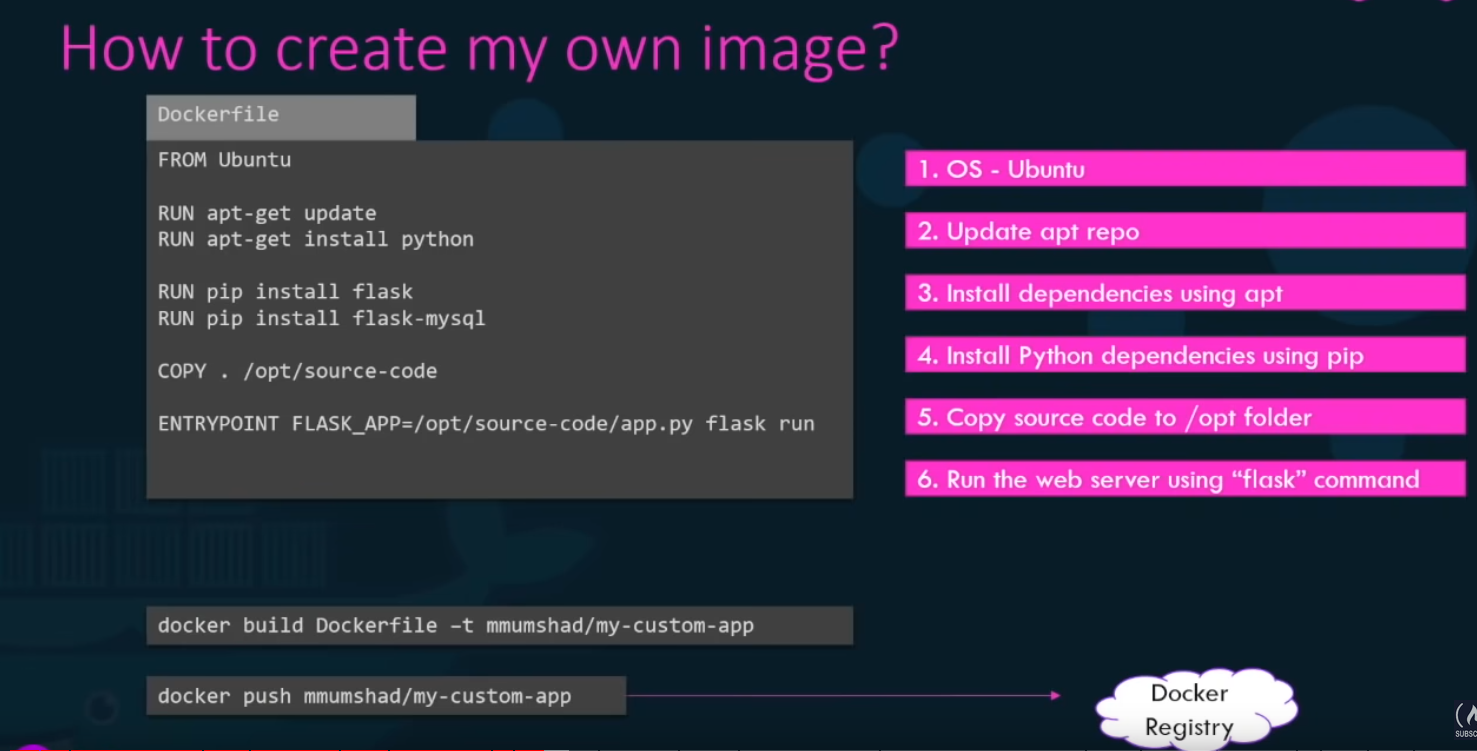 How to create my own image?
Dockerfile
FROM Ubuntu
RUN apt-get update
RUN apt-get install python
RUN pip install flask
RUN pip install flask-mysql
COPY . /opt/source-code
ENTRYPOINT FLASK_APP=/opt/source-code/app.py flask run
1. OS - Ubuntu
2. Update apt repo
3. Install dependencies using apt
4. Install Python dependencies using pip
5. Copy source code to /opt folder
6. Run the web server using “flask” command
docker build Dockerfile –t mmumshad/my-custom-app
docker push mmumshad/my-custom-app
Docker
Registry